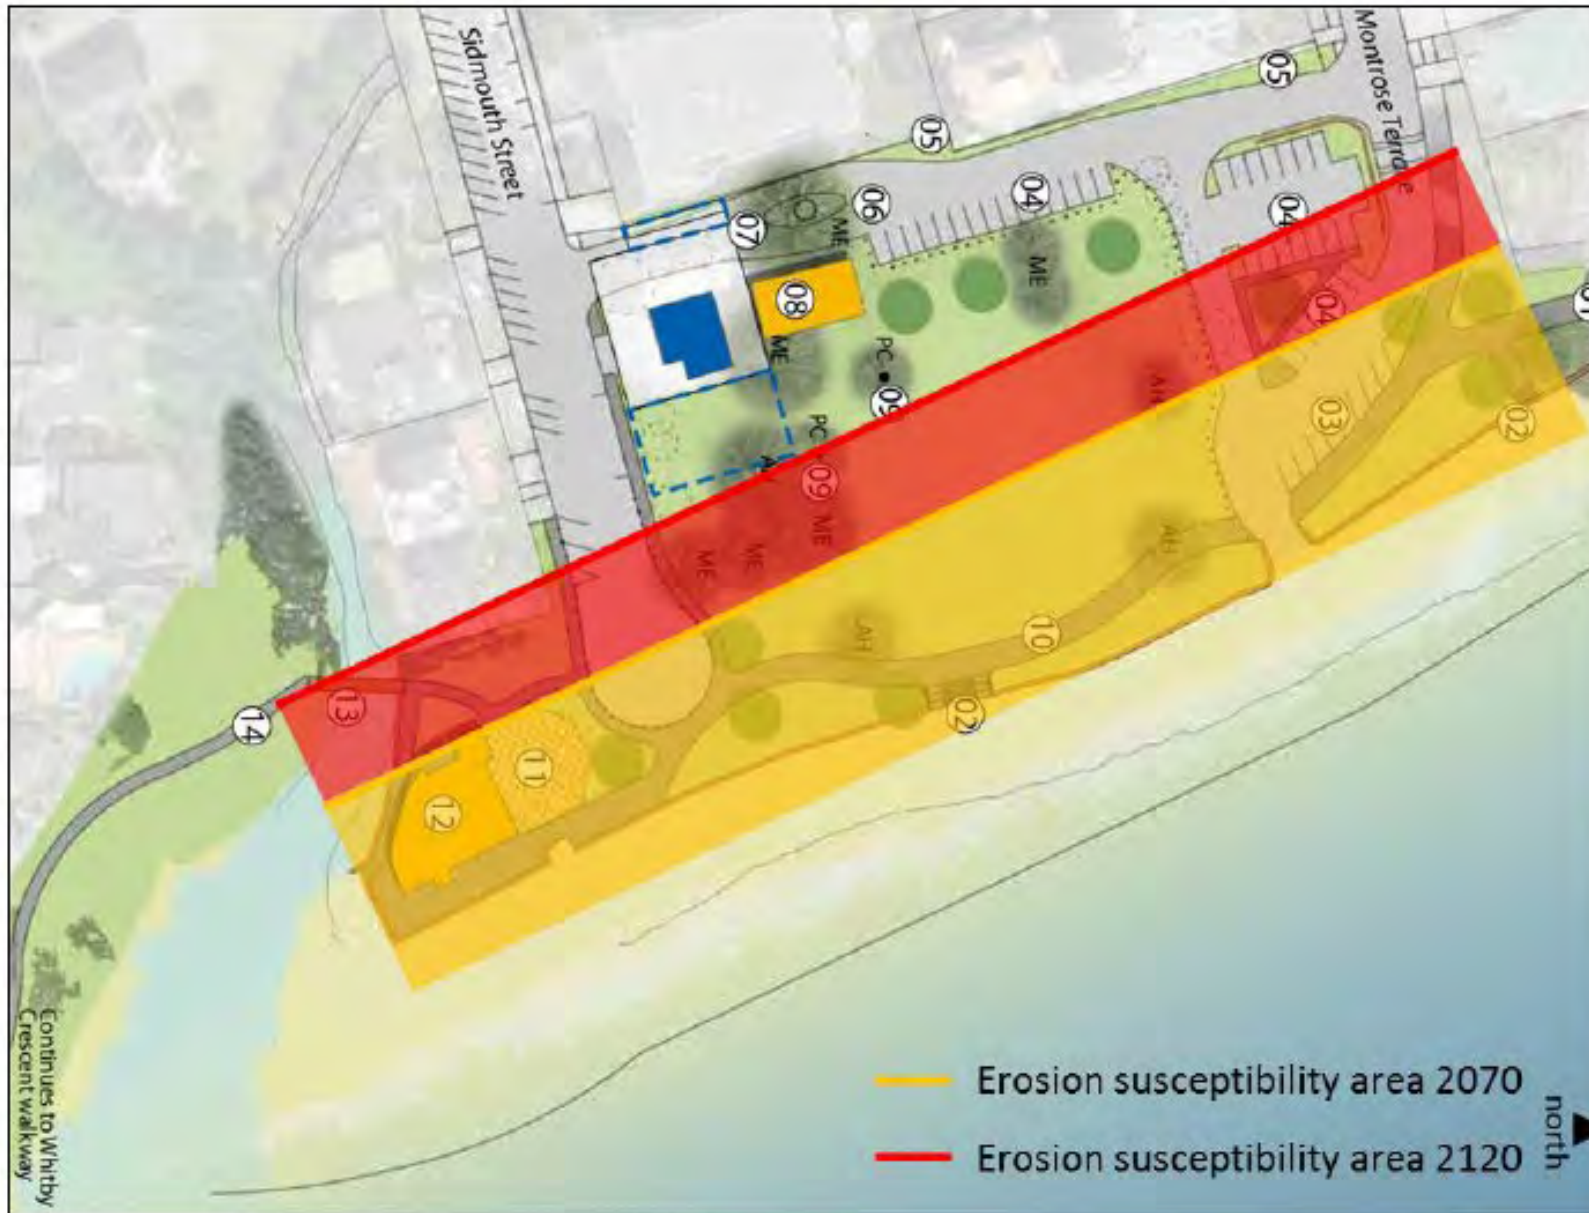 Sidmouth Street
Montrose Terrace
05
05
04
04
04
06
07
ME
ME
08
ME
PC
09
PC
09
ME
ME
ME
AH
AH
AH
03
02
02
10
11
12
13
14
Continues to Whitby
Crescent walkway
Erosion susceptibility area 2070
Erosion susceptibility area 2120
north